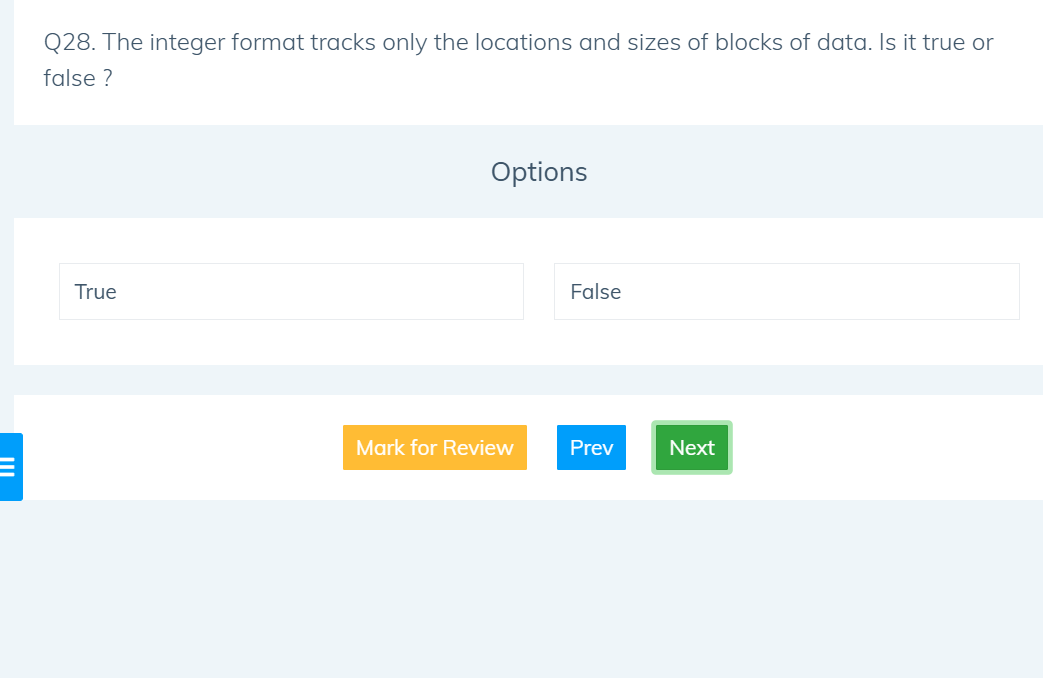 Q28. The integer format tracks only the locations and sizes of blocks of data. Is it true or
false ?
Options
True
False
Mark for Review
Prev
Next